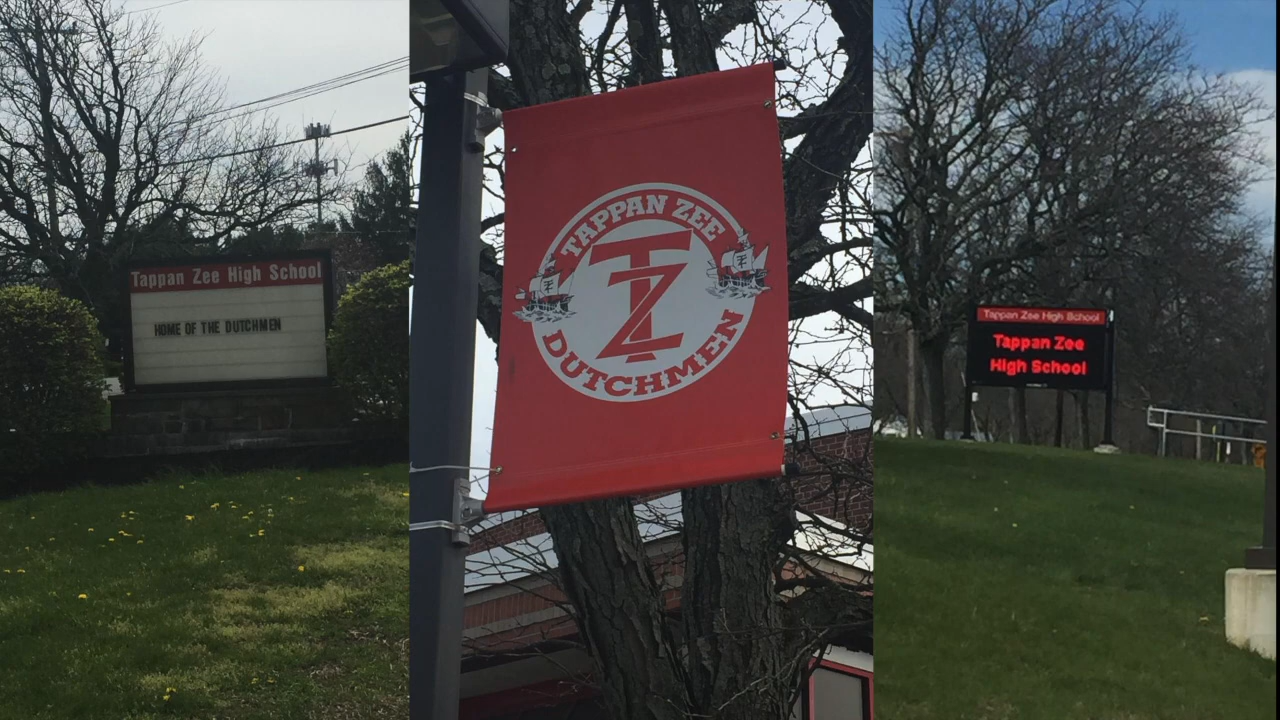 Tappan Zee High School
HOME OF THE DUTCHMEN
TAPPAN ZEE
TZ
DUTCHMEN
Tappan Zee High School
Tappan Zee
High School